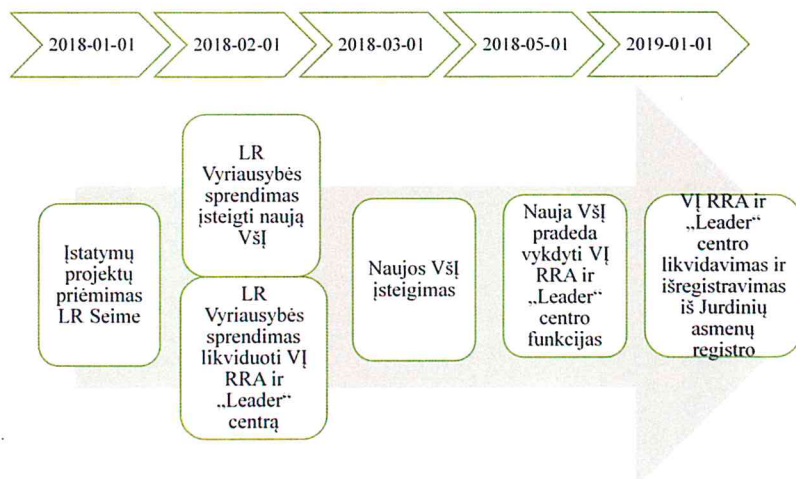 2018-01-01
2018-02-01
2018-03-01
2018-05-01
2019-01-01
Įstatymų
projektų
priėmimas
LR Seime
LR
Vyriausybės
sprendimas
įsteigti naują
VšĮ
LR
Vyriausybės
sprendimas
likviduoti VĮ
RRA ir
„Leader“
centrą
Naujos VšĮ
įsteigimas
Nauja VšĮ
pradeda
vykdyti VĮ
RRA ir
„Leader“
centro
funkcijas
VĮ RRA ir
„Leader“
centro
likvidavimas ir
išregistravimas
iš Jurdinių
asmenų
registro